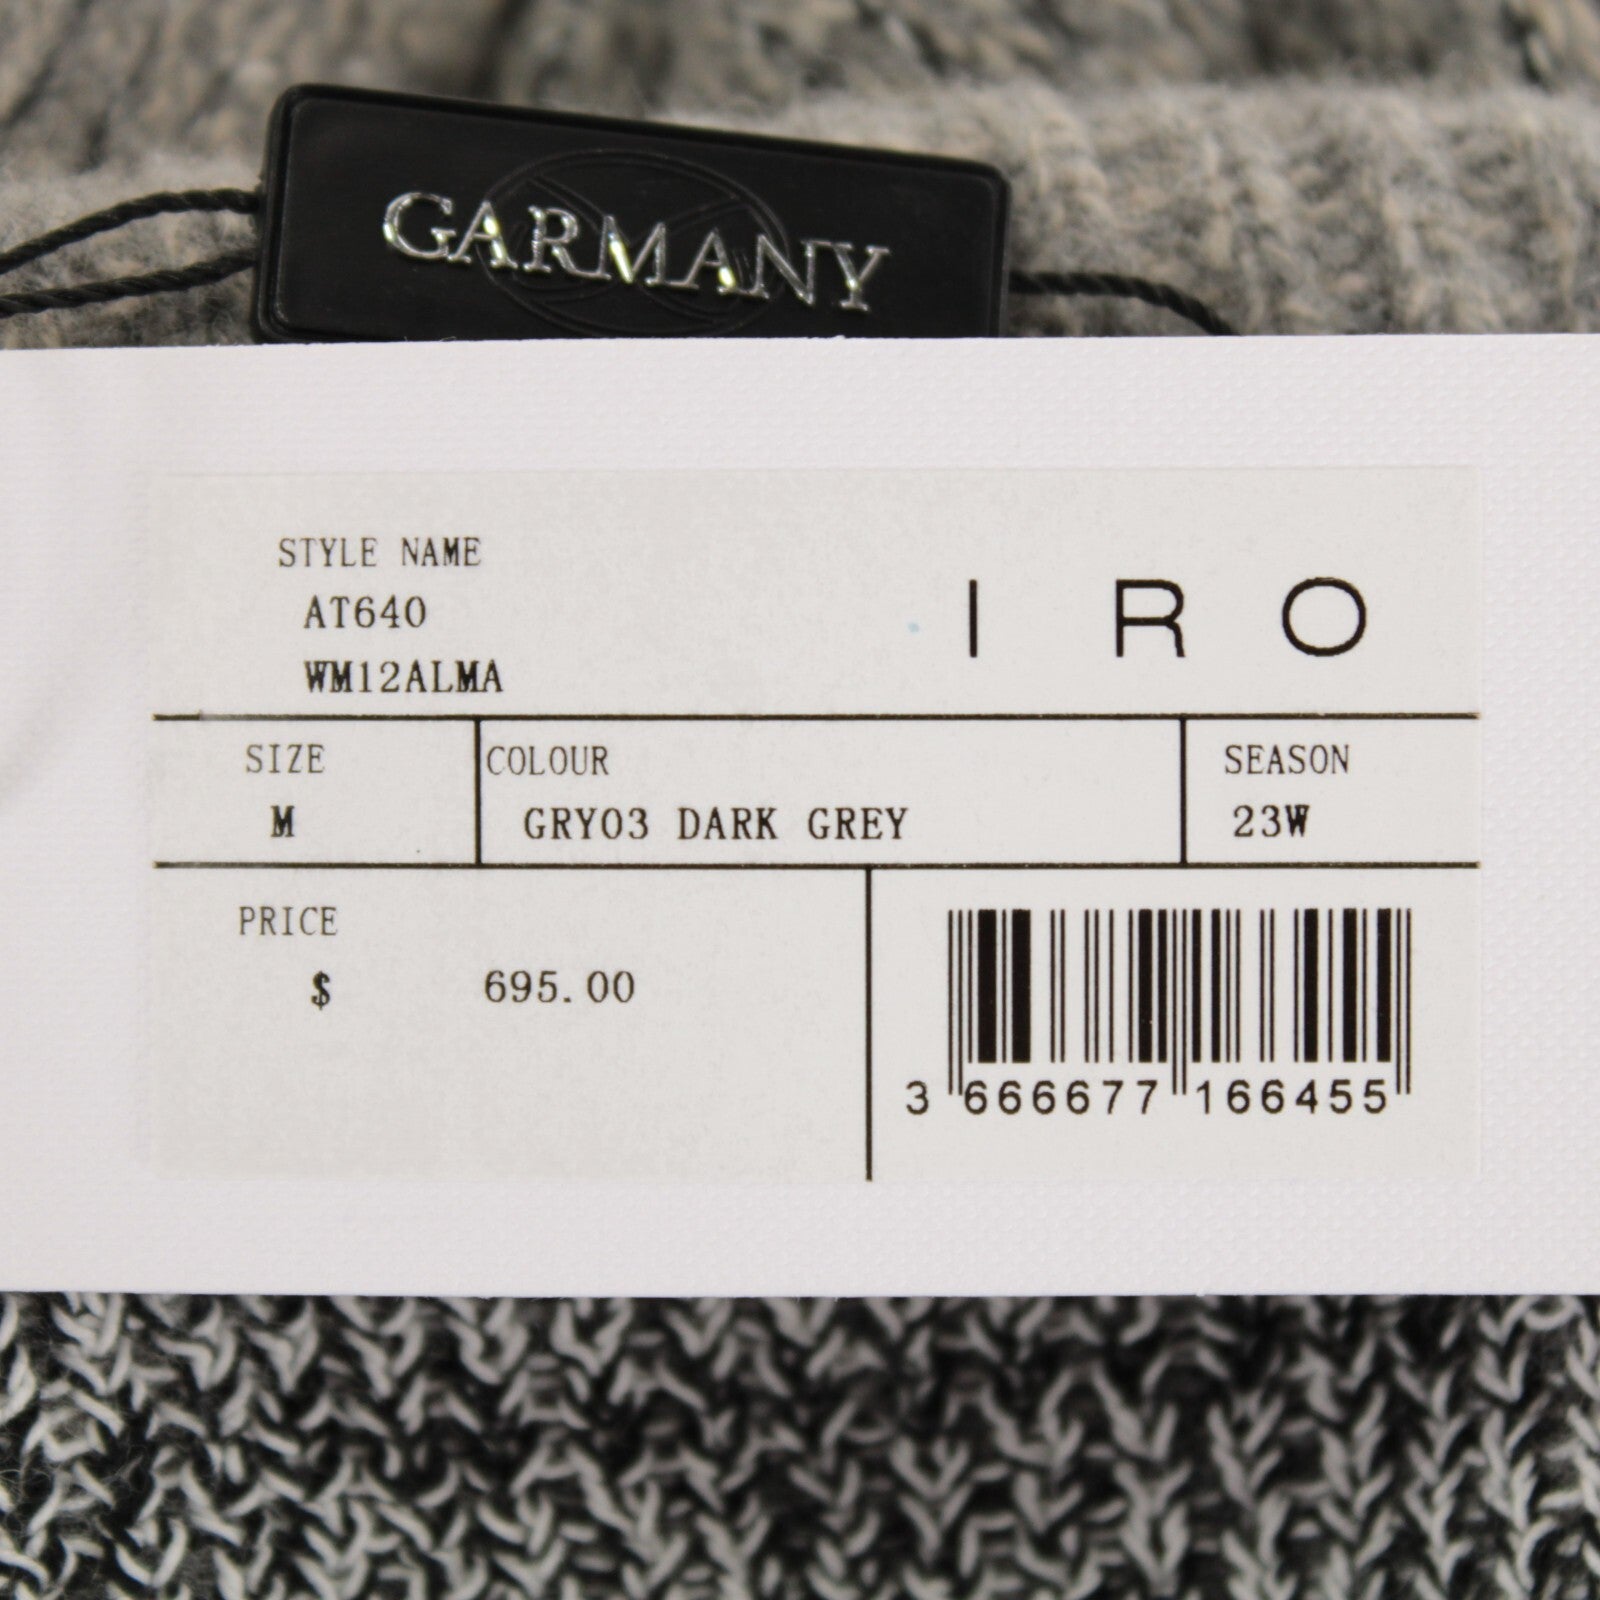 GARMANY
STYLE NAME
AT640
WM12ALMA
IRO
SIZE
M
COLOUR
GRY03 DARK GREY
SEASON
23W
PRICE
$ 695.00
3 666677 166455